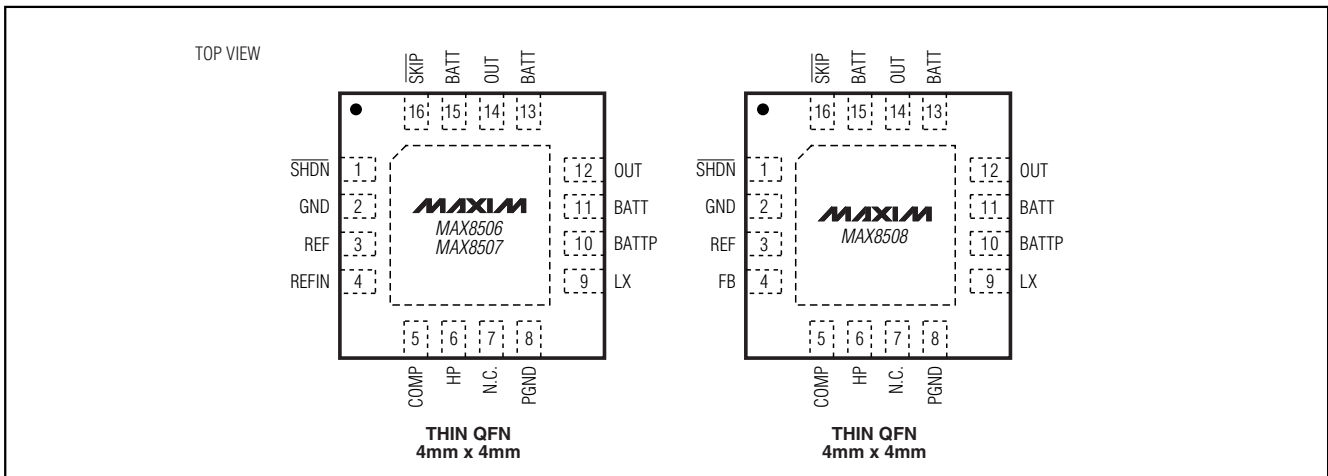 TOP VIEW
SKIP BATT OUT BATT
16 15 14 13
SHDN 1
GND 2
REF 3
REFIN 4
12 OUT
11 BATT
10 BATTP
9 LX
MAXIM
MAX8506
MAX8507
5 6 7 8
COMP HP N.C. PGND
THIN QFN
4mm x 4mm
SKIP BATT OUT BATT
16 15 14 13
SHDN 1
GND 2
REF 3
FB 4
12 OUT
11 BATT
10 BATTP
9 LX
MAXIM
MAX8508
5 6 7 8
COMP HP N.C. PGND
THIN QFN
4mm x 4mm